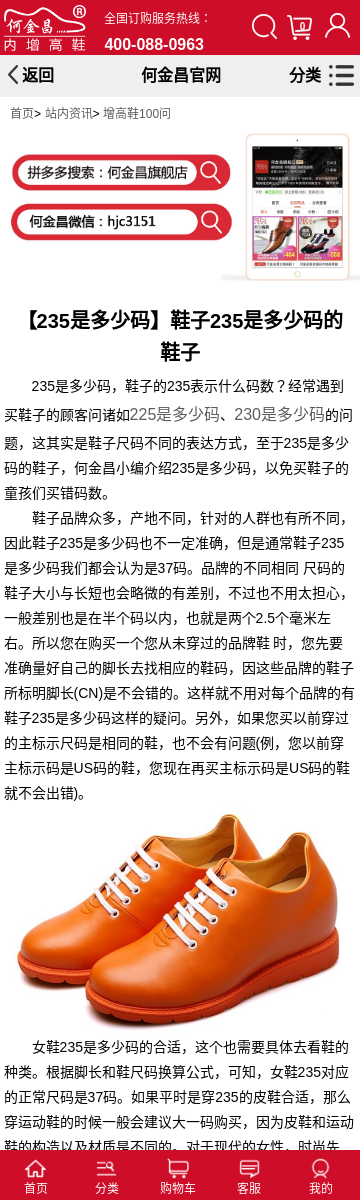 何金昌®
内增高鞋
全国订购服务热线：
400-088-0963
0
返回
何金昌官网
分类
首页> 站内资讯> 增高鞋100问
拼多多搜索：何金昌旗舰店
何金昌微信：hjc3151
【235是多少码】鞋子235是多少码的
鞋子
235是多少码，鞋子的235表示什么码数？经常遇到
买鞋子的顾客问诸如225是多少码、230是多少码的问
题，这其实是鞋子尺码不同的表达方式，至于235是多少
码的鞋子，何金昌小编介绍235是多少码，以免买鞋子的
童孩们买错码数。
鞋子品牌众多，产地不同，针对的人群也有所不同，
因此鞋子235是多少码也不一定准确，但是通常鞋子235
是多少码我们都会认为是37码。品牌的不同相同 尺码的
鞋子大小与长短也会略微的有差别，不过也不用太担心，
一般差别也是在半个码以内，也就是两个2.5个毫米左
右。所以您在购买一个您从未穿过的品牌鞋 时，您先要
准确量好自己的脚长去找相应的鞋码，因这些品牌的鞋子
所标明脚长(CN)是不会错的。这样就不用对每个品牌的有
鞋子235是多少码这样的疑问。另外，如果您买以前穿过
的主标示尺码是相同的鞋，也不会有问题(例，您以前穿
主标示码是US码的鞋，您现在再买主标示码是US码的鞋
就不会出错)。
女鞋235是多少码的合适，这个也需要具体去看鞋的
种类。根据脚长和鞋尺码换算公式，可知，女鞋235对应
的正常尺码是37码。如果平时是穿235的皮鞋合适，那么
穿运动鞋的时候一般会建议大一码购买，因为皮鞋和运动
鞋的构造以及材质是不同的。对于现代的女性，时尚先
首页
分类
购物车
客服
我的